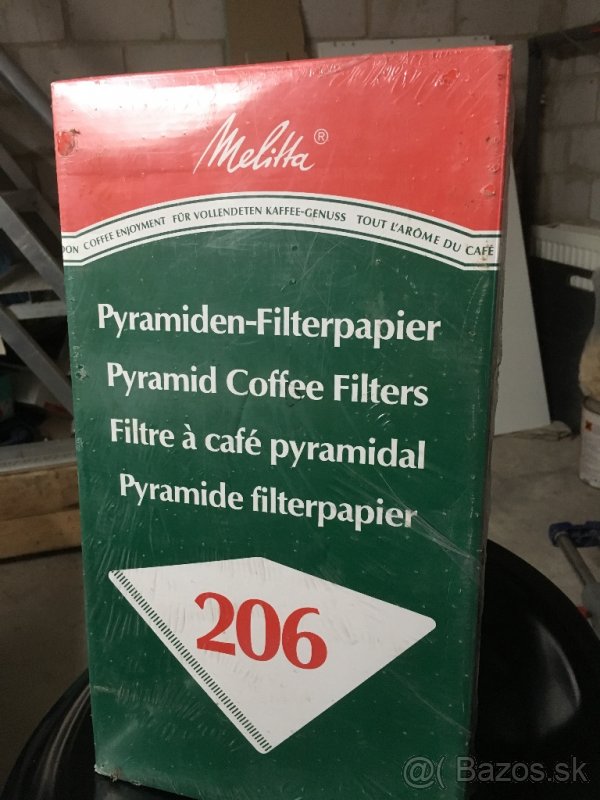 Melitta®
COFFEE ENJOYMENT FÜR VOLLENDETEN KAFFEE-GENUSS TOUT L'ARÔME DU CAFÉ
Pyramiden-Filterpapier
Pyramid Coffee Filters
Filtre à café pyramidal
Pyramide filterpapier
206
@( Bazos.sk